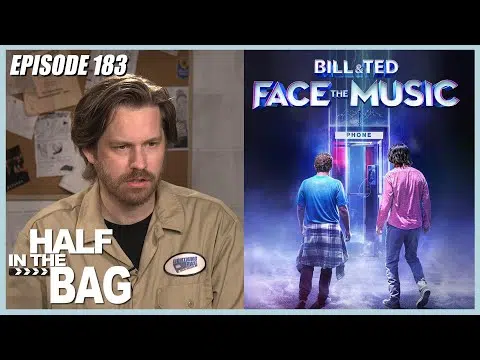 EPISODE 183
HALF
IN THE
BAG
BILL & TED
FACE THE MUSIC
PHONE